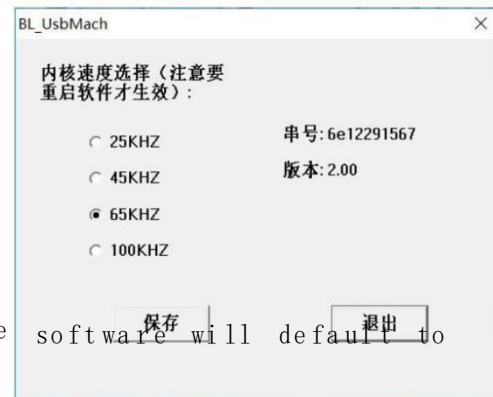 BL_UsbMach
内核速度选择（注意要
重启软件才生效）:
25KHZ
45KHZ
65KHZ
100KHZ
串号: 6e12291567
版本: 2.00
保存
退出
software will default to